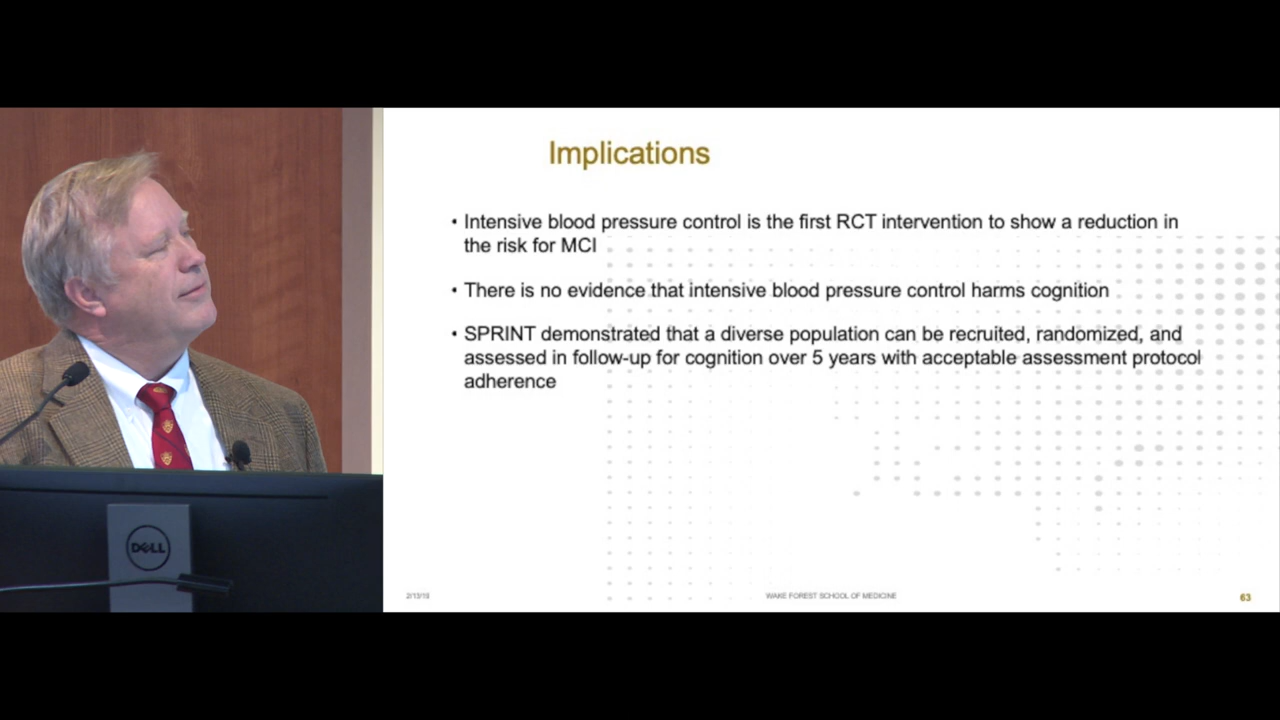 Implications
• Intensive blood pressure control is the first RCT intervention to show a reduction in
the risk for MCI
• There is no evidence that intensive blood pressure control harms cognition
• SPRINT demonstrated that a diverse population can be recruited, randomized, and
assessed in follow-up for cognition over 5 years with acceptable assessment protocol
adherence
DELL
WAKE FOREST SCHOOL OF MEDICINE
63